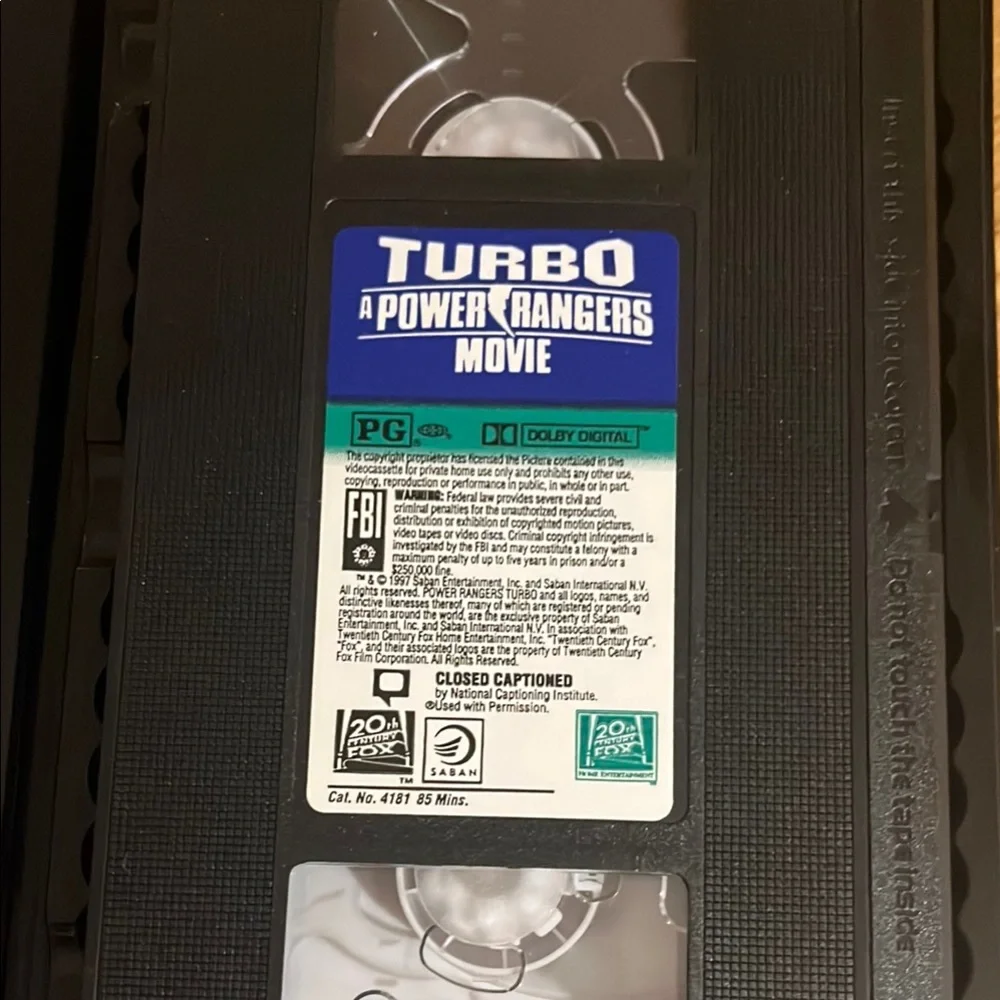 TURBO
A POWER RANGERS
MOVIE
PG ® DOLBY DIGITAL ™
The copyright proprietor has licensed the Picture contained in this
videocassette for private home use only and prohibits any other use,
copying, reproduction or performance in public, in whole or in part.
FBI
WARNING: Federal law provides severe civil and
criminal penalties for the unauthorized reproduction,
distribution or exhibition of copyrighted motion pictures,
video tapes or video discs. Criminal copyright infringement is
investigated by the FBI and may constitute a felony with a
maximum penalty of up to five years in prison and/or a
$250,000 fine.
™ & © 1997 Saban Entertainment, Inc. and Saban International N.V.
All rights reserved. POWER RANGERS TURBO and all logos, names, and
distinctive likenesses thereof, many of which are registered or pending
registration around the world, are the exclusive property of Saban
Entertainment, Inc. and Saban International N.V. In association with
Twentieth Century Fox Home Entertainment, Inc. "Twentieth Century Fox",
"Fox", and their associated logos are the property of Twentieth Century
Fox Film Corporation. All Rights Reserved.
CLOSED CAPTIONED
by National Captioning Institute.
®Used with Permission.
20th
CENTURY
FOX
™
SABAN
20th
CENTURY
FOX
HOME ENTERTAINMENT
™
Cat. No. 4181 85 Mins.
Insert this side into recorder ▲ Do not touch the tape inside